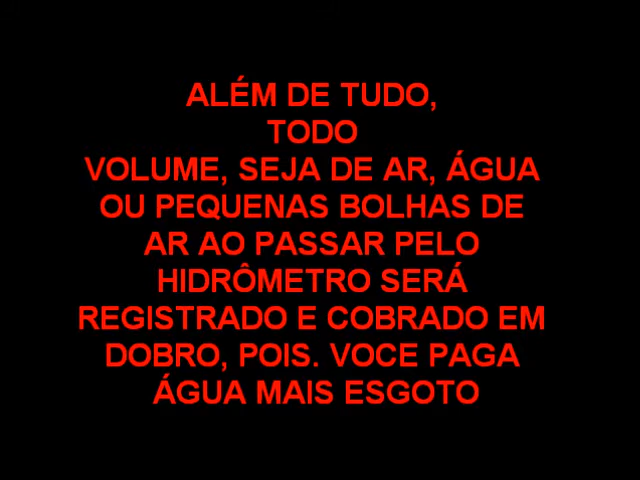 ALÉM DE TUDO,
TODO
VOLUME, SEJA DE AR, ÁGUA
OU PEQUENAS BOLHAS DE
AR AO PASSAR PELO
HIDRÔMETRO SERÁ
REGISTRADO E COBRADO EM
DOBRO, POIS. VOCE PAGA
ÁGUA MAIS ESGOTO